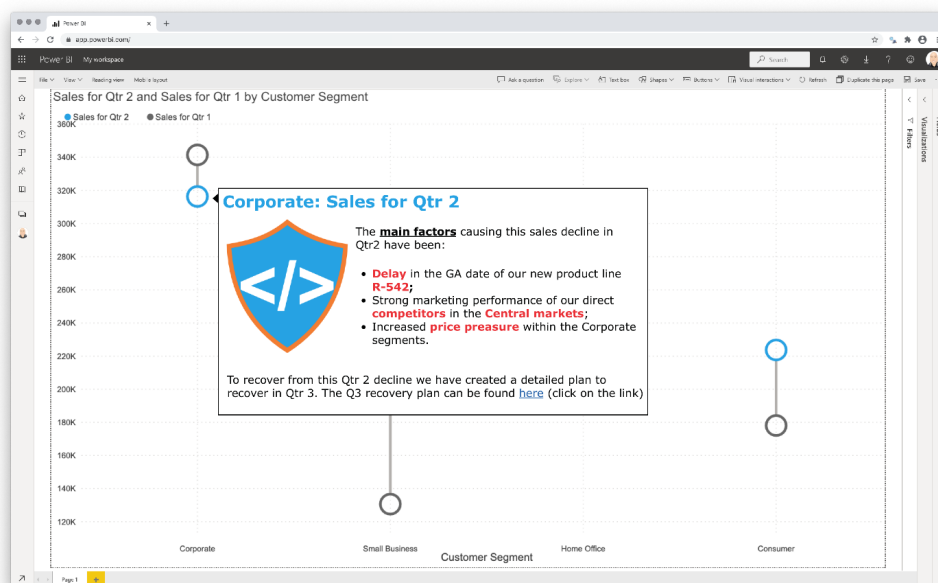 Power BI
app.powerbi.com/
Power BI My workspace
Search
File View Reading view Mobile layout
Ask a question Explore Text box Shapes Buttons Visual interactions Refresh Duplicate this page Save
Sales for Qtr 2 and Sales for Qtr 1 by Customer Segment
Sales for Qtr 2 Sales for Qtr 1
360K
340K
320K
300K
280K
260K
240K
220K
200K
180K
160K
140K
120K
Corporate: Sales for Qtr 2
</>
The main factors causing this sales decline in
Qtr2 have been:
• Delay in the GA date of our new product line
R-542;
• Strong marketing performance of our direct
competitors in the Central markets;
• Increased price preasure within the Corporate
segments.
To recover from this Qtr 2 decline we have created a detailed plan to
recover in Qtr 3. The Q3 recovery plan can be found here (click on the link)
Corporate Small Business Home Office Consumer
Customer Segment
Filters
Visualizations
Page 1